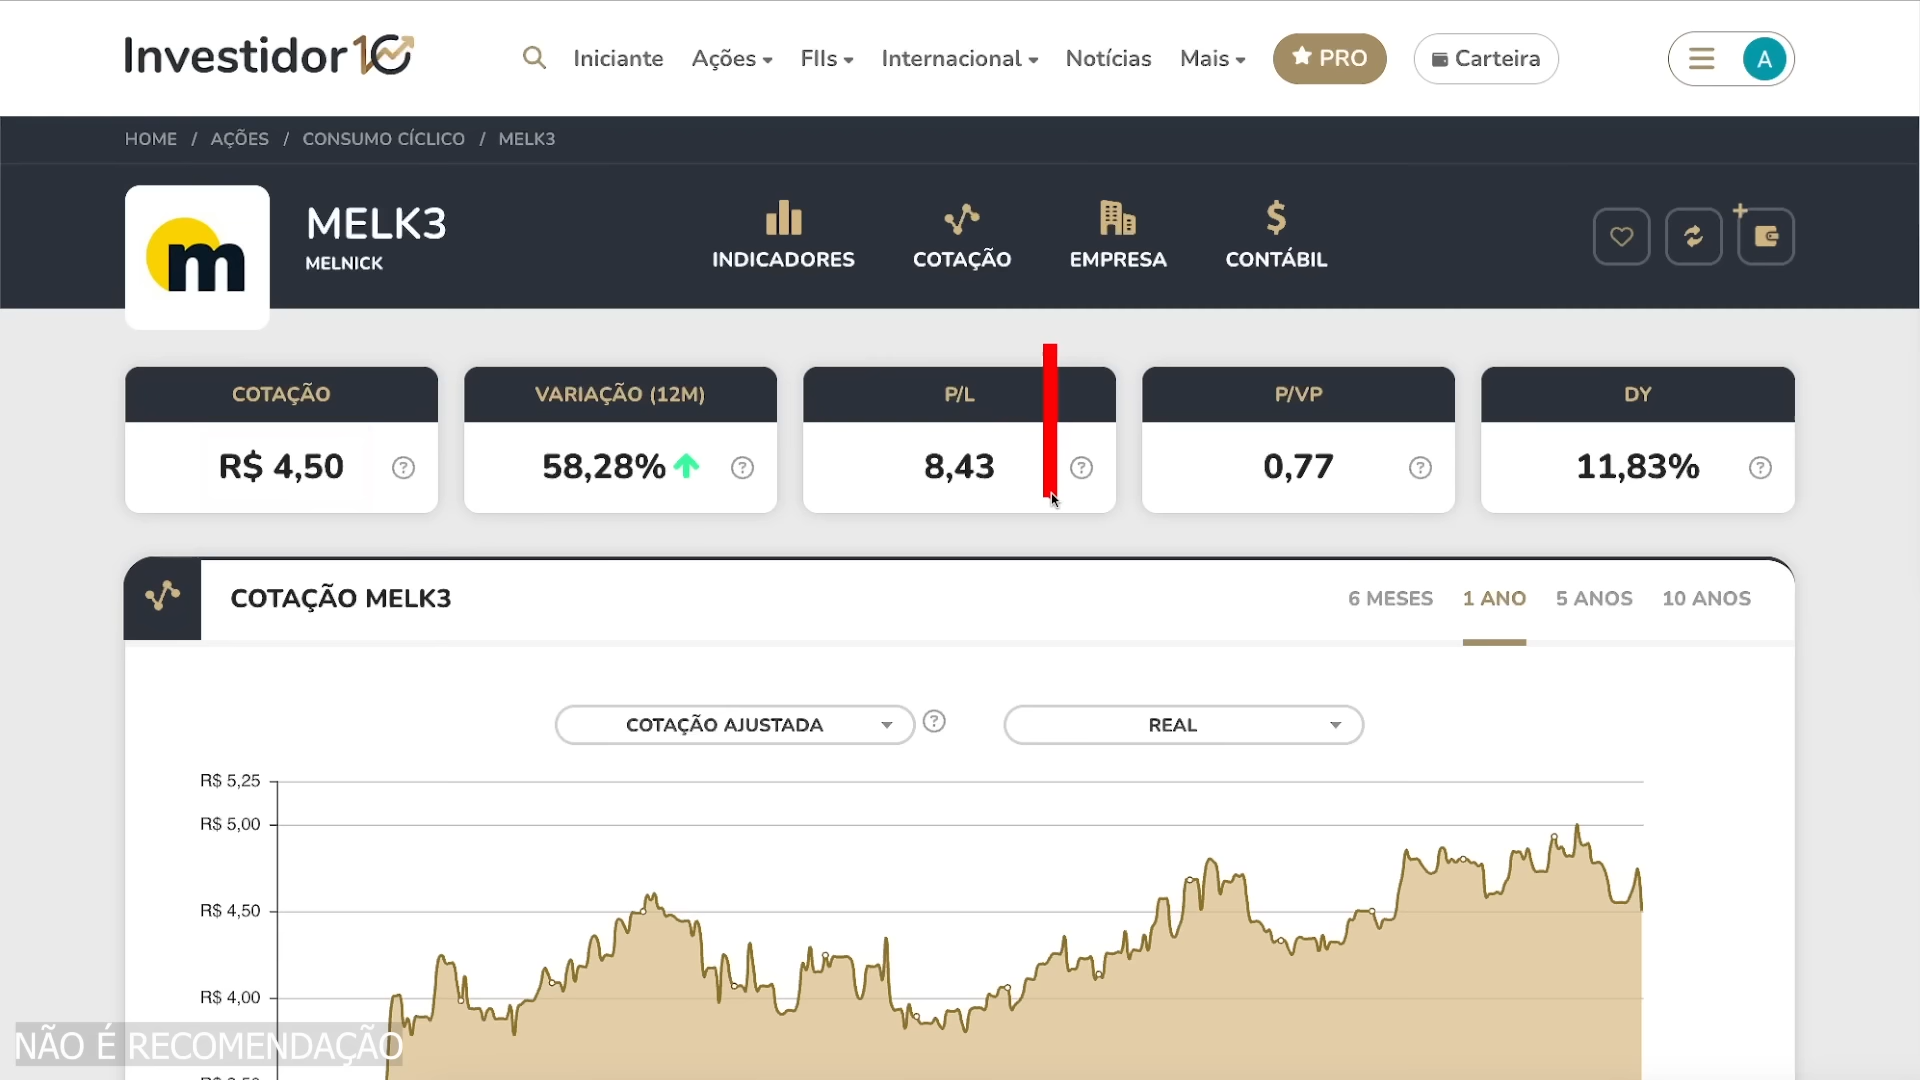 Investidor10
Iniciante
Ações
FIIs
Internacional
Notícias
Mais
PRO
Carteira
A
HOME / AÇÕES / CONSUMO CÍCLICO / MELK3
m
MELK3
MELNICK
INDICADORES
COTAÇÃO
EMPRESA
CONTÁBIL
COTAÇÃO
R$ 4,50
?
VARIAÇÃO (12M)
58,28%
?
P/L
8,43
?
P/VP
0,77
?
DY
11,83%
?
COTAÇÃO MELK3
6 MESES
1 ANO
5 ANOS
10 ANOS
COTAÇÃO AJUSTADA
?
REAL
R$ 5,25
R$ 5,00
R$ 4,50
R$ 4,00
NÃO É RECOMENDAÇÃO